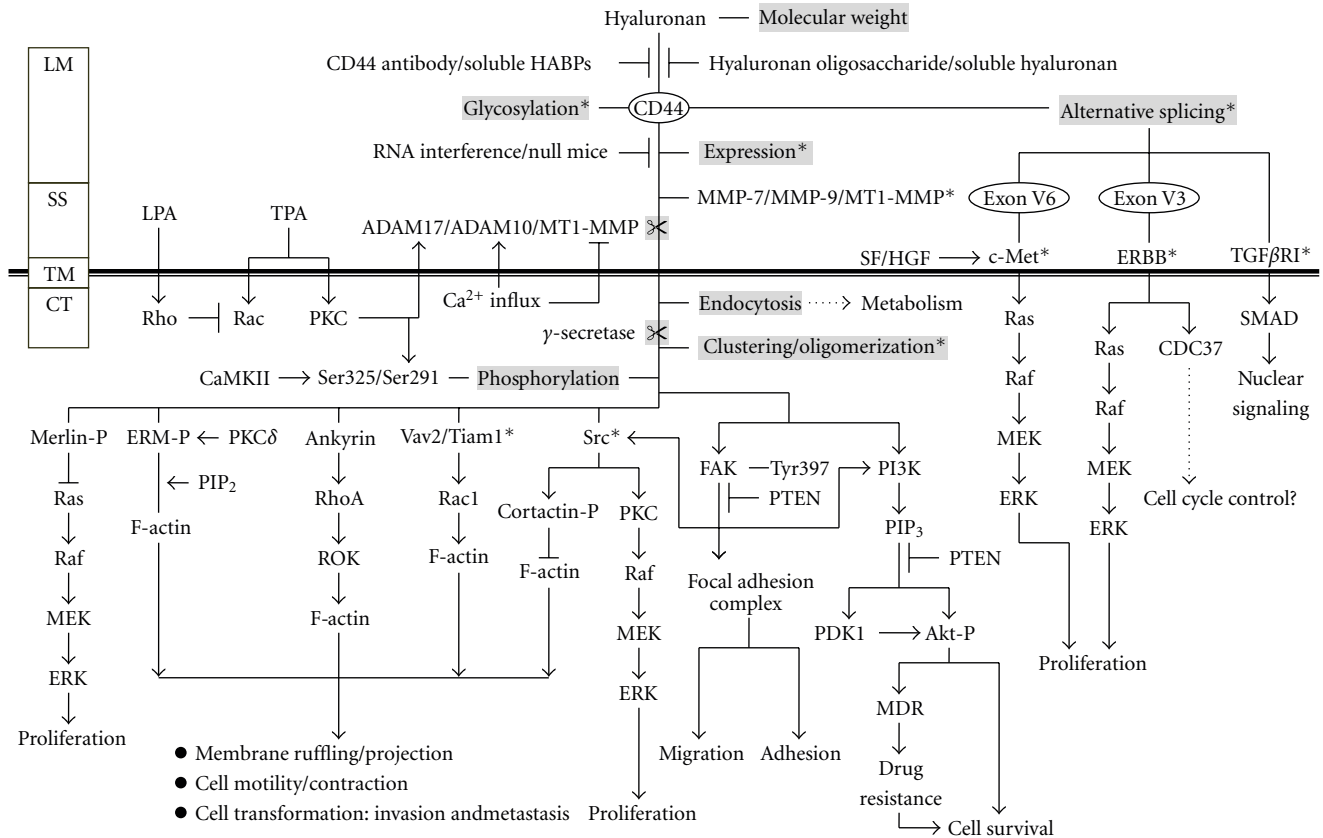 Hyaluronan
Molecular weight
LM
CD44 antibody/soluble HABPs
Hyaluronan oligosaccharide/soluble hyaluronan
Glycosylation*
CD44
Alternative splicing*
RNA interference/null mice
Expression*
SS
MMP-7/MMP-9/MT1-MMP*
Exon V6
Exon V3
LPA
TPA
ADAM17/ADAM10/MT1-MMP
SF/HGF
c-Met*
ERBB*
TGFβRI*
TM
CT
Ca2+ influx
Endocytosis
Metabolism
Rho
Rac
PKC
Ras
SMAD
γ-secretase
Clustering/oligomerization*
Ras
CDC37
CaMKII
Ser325/Ser291
Phosphorylation
Raf
Nuclear
signaling
Raf
Merlin-P
ERM-P
PKCδ
Ankyrin
Vav2/Tiam1*
Src*
MEK
FAK
Tyr397
PI3K
MEK
Ras
PIP2
RhoA
Rac1
Cortactin-P
PKC
PTEN
ERK
Cell cycle control?
F-actin
PIP3
ERK
Raf
ROK
F-actin
F-actin
Raf
Focal adhesion
complex
PTEN
MEK
F-actin
MEK
PDK1
Akt-P
Proliferation
ERK
ERK
MDR
Proliferation
Membrane ruffling/projection
Migration
Adhesion
Drug
resistance
● Cell motility/contraction
● Cell transformation: invasion andmetastasis
Proliferation
Cell survival